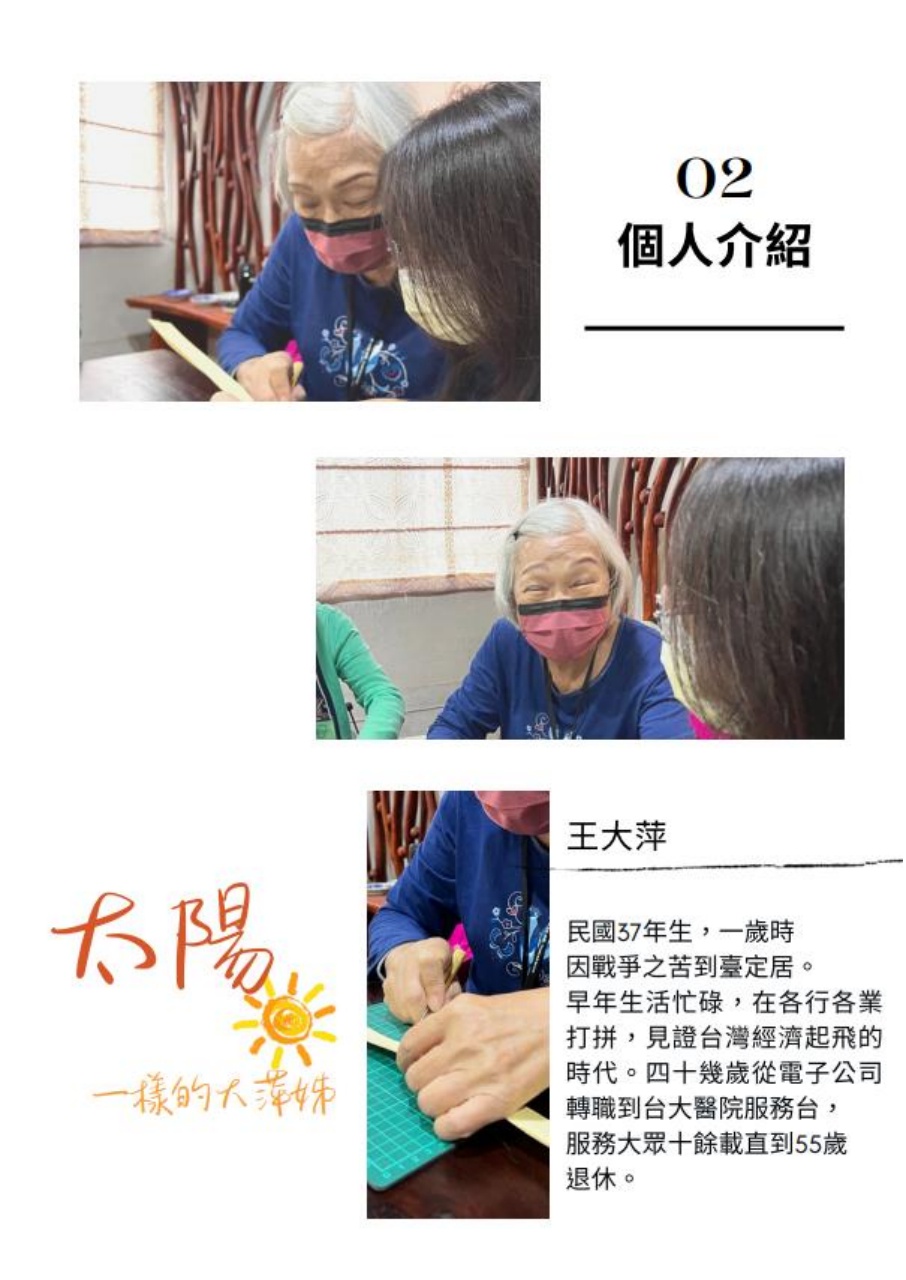 02
個人介紹
王大萍
太陽
一樣的大萍姊
民國37年生，一歲時
因戰爭之苦到臺定居。
早年生活忙碌，在各行各業
打拼，見證台灣經濟起飛的
時代。四十幾歲從電子公司
轉職到台大醫院服務台，
服務大眾十餘載直到55歲
退休。